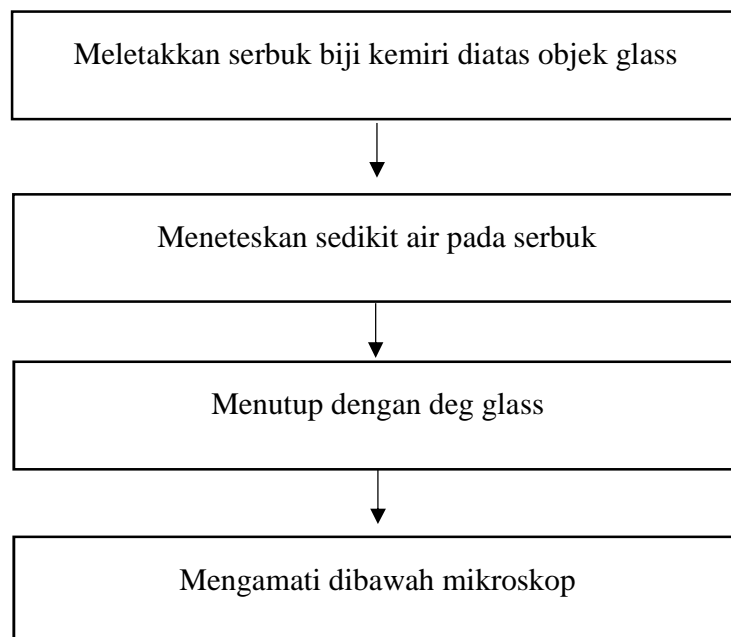 Meletakkan serbuk biji kemiri diatas objek glass
Meneteskan sedikit air pada serbuk
Menutup dengan deg glass
Mengamati dibawah mikroskop